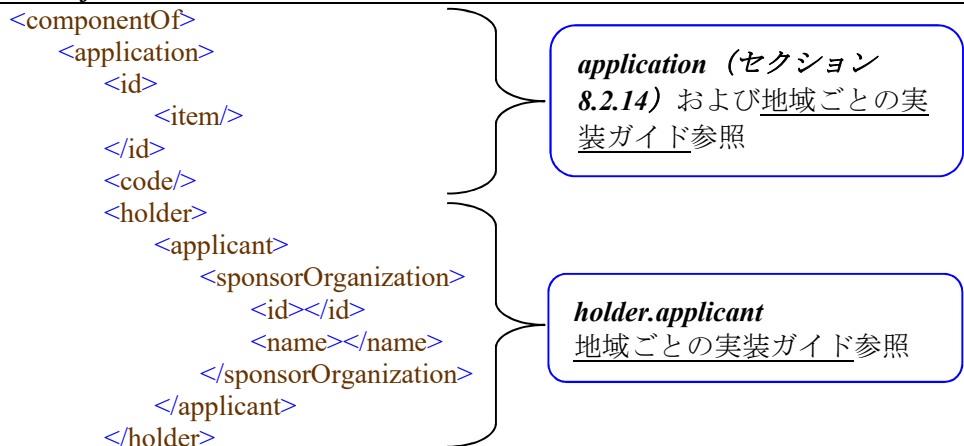 <componentOf>
<application>
<id>
<item/>
</id>
<code/>
<holder>
<applicant>
<sponsorOrganization>
<id></id>
<name></name>
</sponsorOrganization>
</applicant>
</holder>
application（セクション
8.2.14）および地域ごとの実
装ガイド参照
holder.applicant
地域ごとの実装ガイド参照